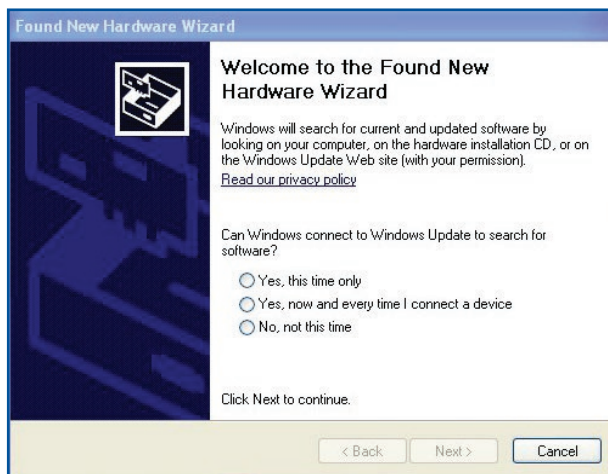 Found New Hardware Wizard
Welcome to the Found New
Hardware Wizard
Windows will search for current and updated software by
looking on your computer, on the hardware installation CD, or on
the Windows Update Web site (with your permission).
Read our privacy policy
Can Windows connect to Windows Update to search for
software?
Yes, this time only
Yes, now and every time I connect a device
No, not this time
Click Next to continue.
< Back
Next >
Cancel